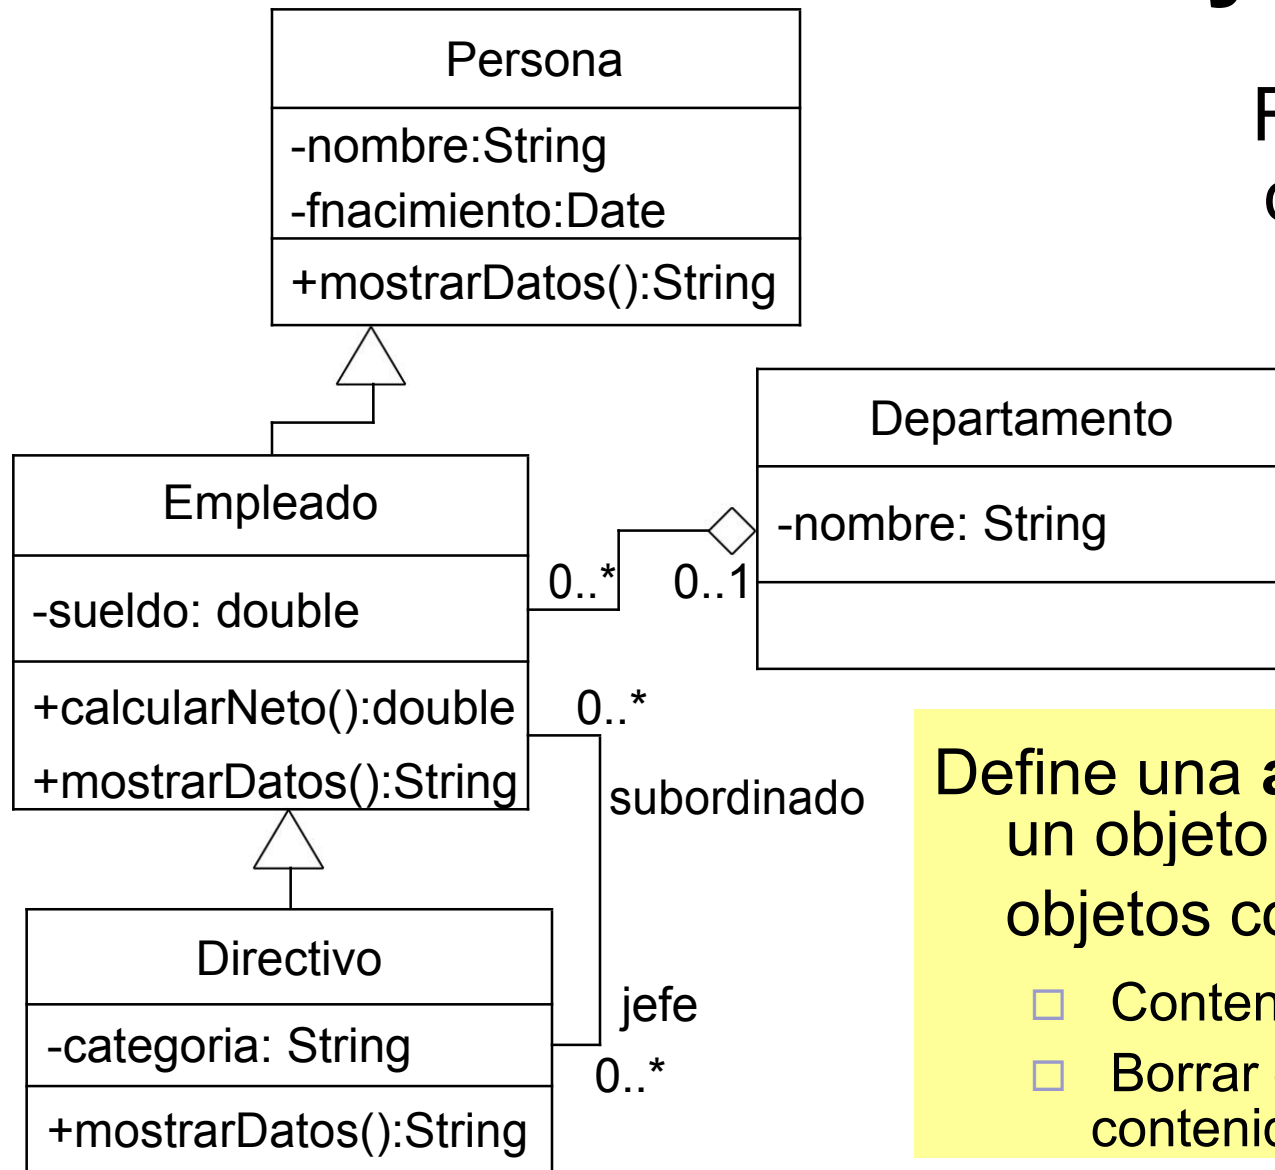 Persona
-nombre:String
-fnacimiento:Date
+mostrarDatos():String
Departamento
-nombre: String
Empleado
-sueldo: double
+calcularNeto():double
+mostrarDatos():String
0..*
0..1
0..*
subordinado
jefe
0..*
Directivo
-categoria: String
+mostrarDatos():String
Define una
un objeto
objetos
Borrar